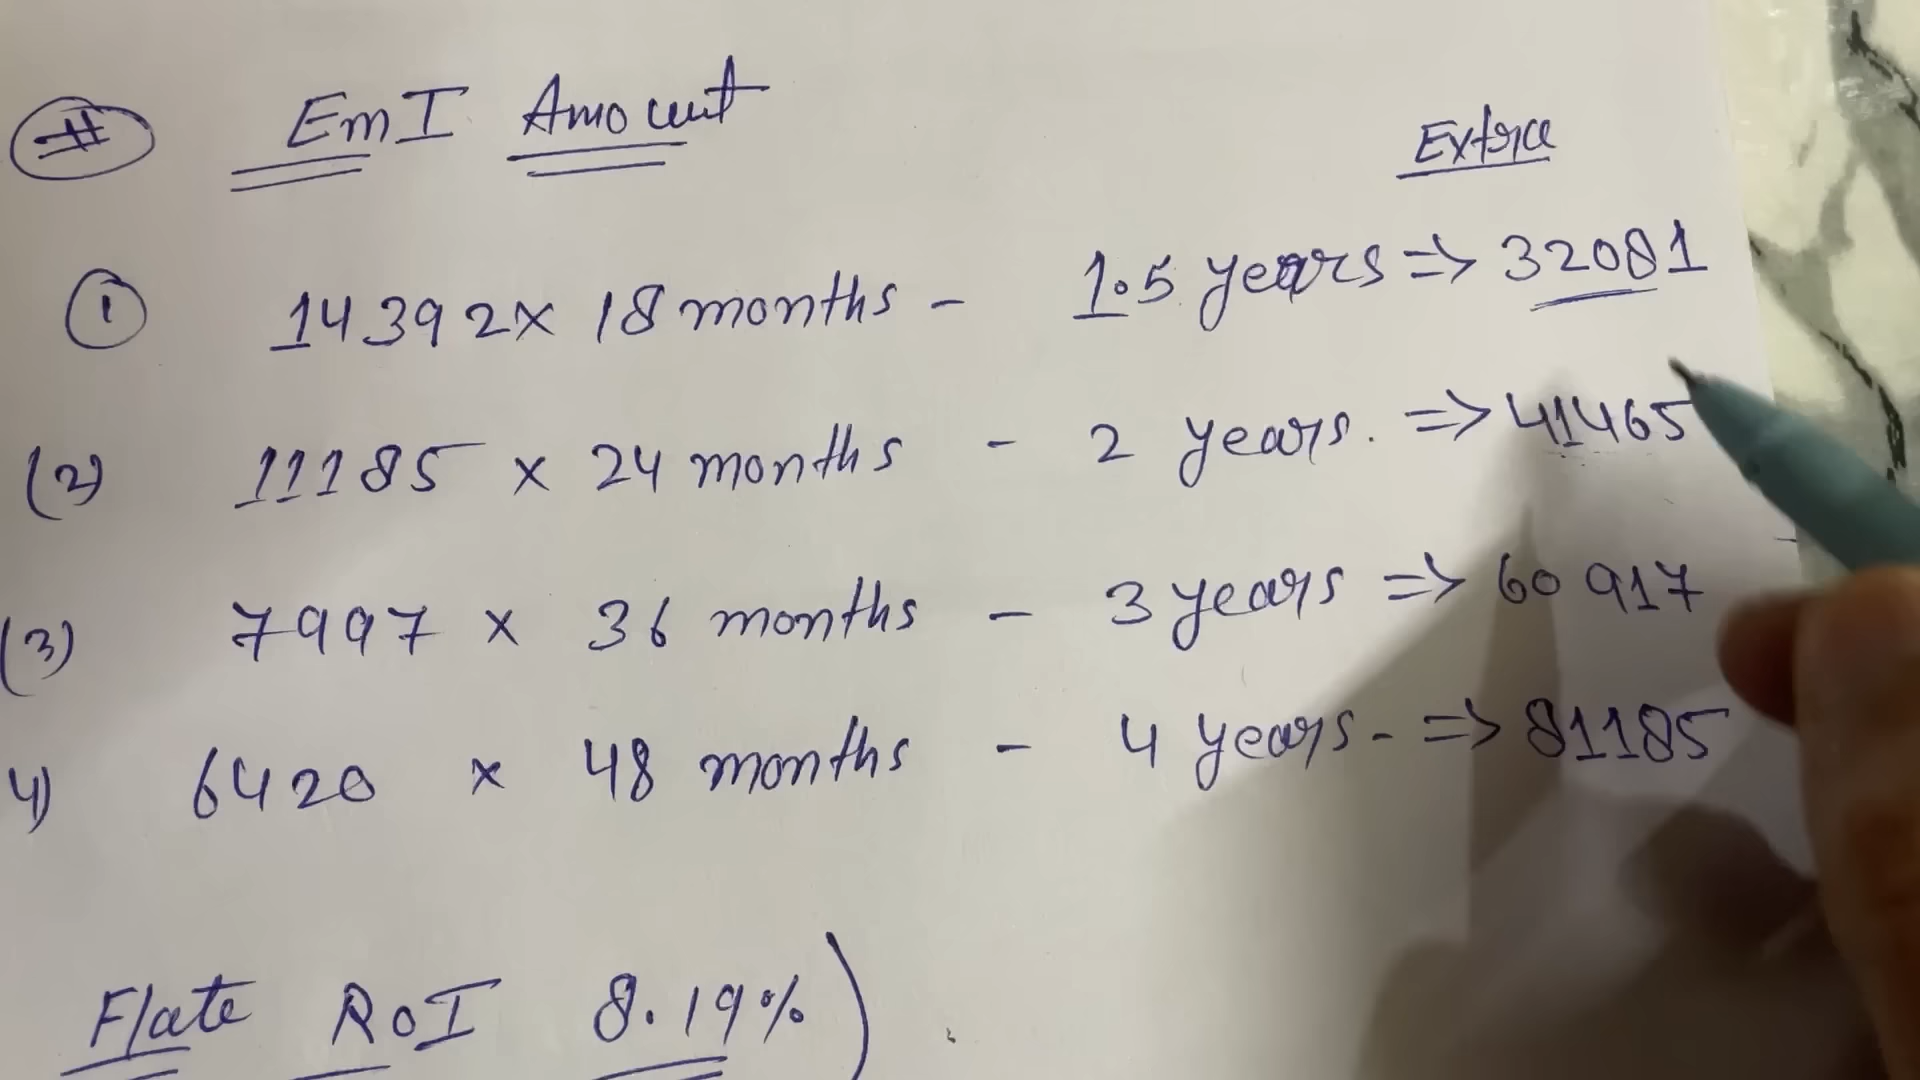 # EmI Amount
Extra
1 14392 x 18 months - 1.5 years => 32081
(2) 11185 x 24 months - 2 years. => 41465
(3) 7997 x 36 months - 3 years => 60917
4) 6420 x 48 months - 4 years - => 81185
Flate RoI 8.19% )